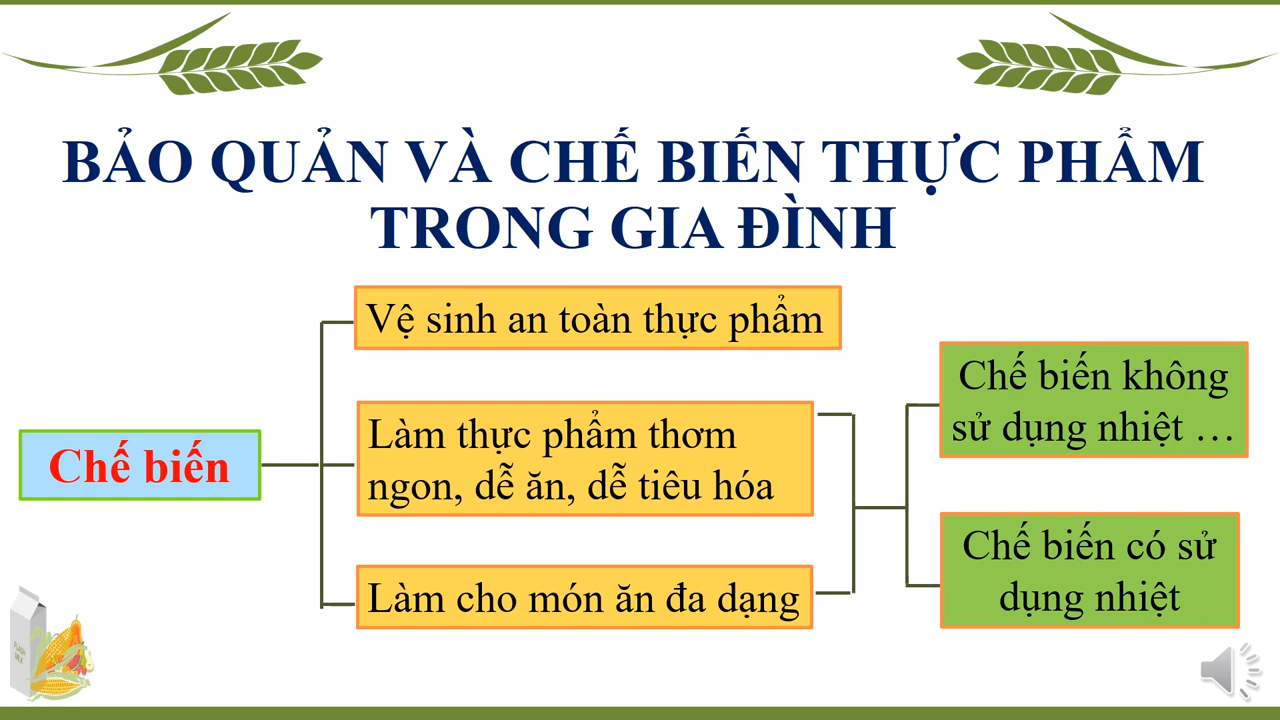 BẢO QUẢN VÀ CHẾ BIẾN THỰC PHẨM
TRONG GIA ĐÌNH
Vệ sinh an toàn thực phẩm
Chế biến không
sử dụng nhiệt …
Làm thực phẩm thơm
ngon, dễ ăn, dễ tiêu hóa
Chế biến
Chế biến có sử
dụng nhiệt
Làm cho món ăn đa dạng